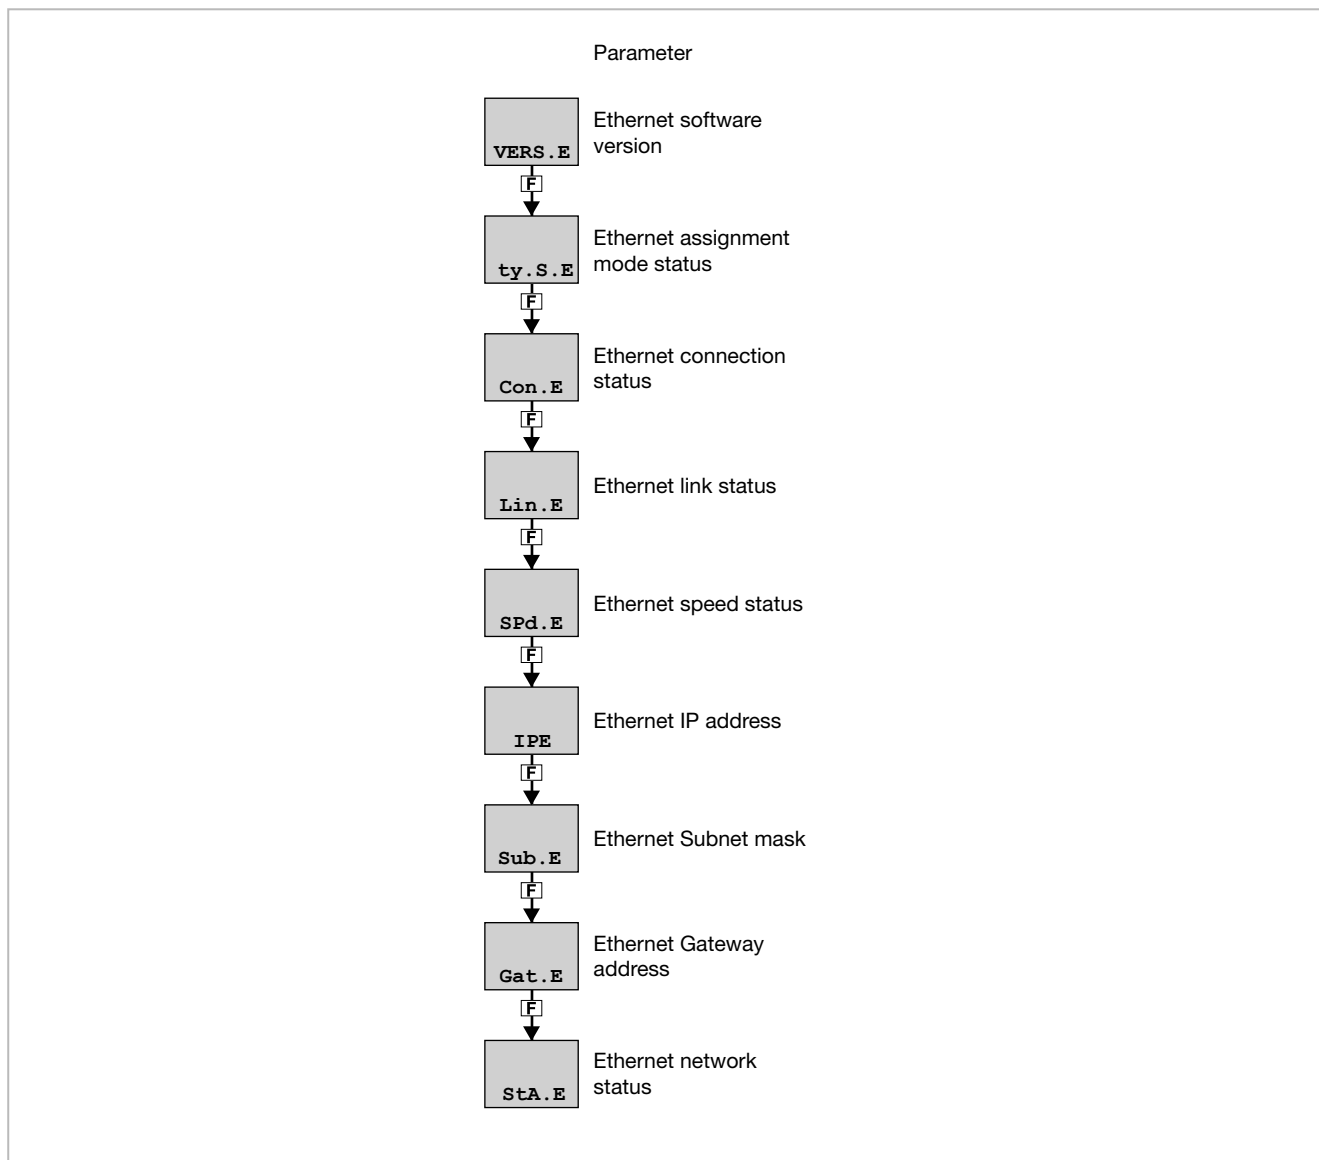 Parameter
VERS.E
Ethernet software
version
F
ty.S.E
Ethernet assignment
mode status
F
Con.E
Ethernet connection
status
F
Lin.E
Ethernet link status
F
SPd.E
Ethernet speed status
F
IPE
Ethernet IP address
F
Sub.E
Ethernet Subnet mask
F
Gat.E
Ethernet Gateway
address
F
StA.E
Ethernet network
status